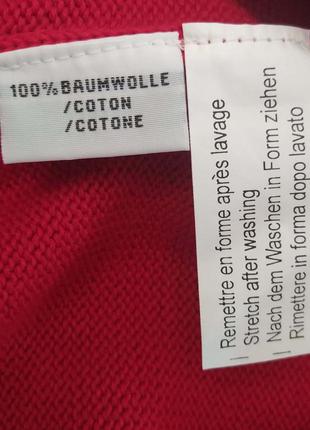 100% BAUMWOLLE
/COTON
/COTONE
Remettre en forme après lavage
Stretch after washing
Nach dem Waschen in Form ziehen
Rimettere in forma dopo lavato